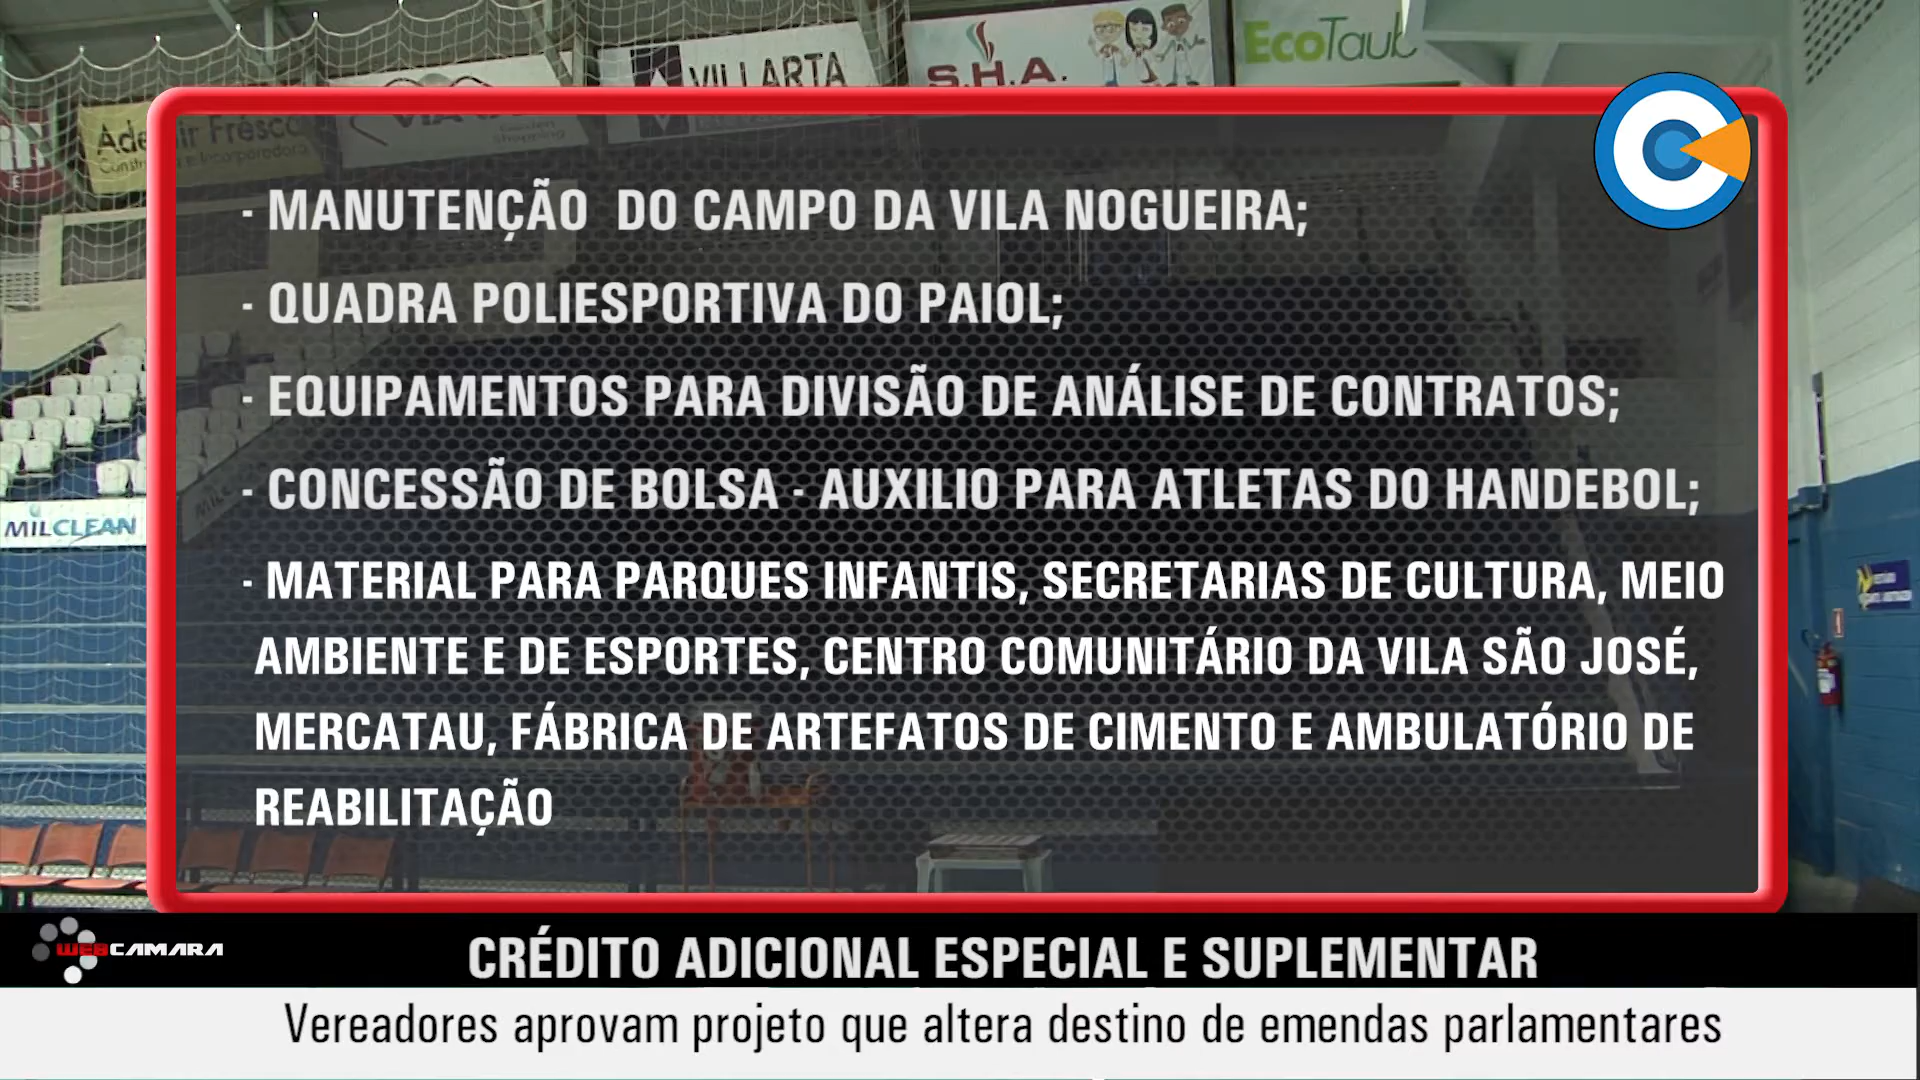 VILLARTA
S.H.A.
EcoTau
Construtora e Incorporadora
- MANUTENÇÃO DO CAMPO DA VILA NOGUEIRA;
- QUADRA POLIESPORTIVA DO PAIOL;
- EQUIPAMENTOS PARA DIVISÃO DE ANÁLISE DE CONTRATOS;
- CONCESSÃO DE BOLSA - AUXILIO PARA ATLETAS DO HANDEBOL;
MILCLEAN
- MATERIAL PARA PARQUES INFANTIS, SECRETARIAS DE CULTURA, MEIO
AMBIENTE E DE ESPORTES, CENTRO COMUNITÁRIO DA VILA SÃO JOSÉ,
MERCATAU, FÁBRICA DE ARTEFATOS DE CIMENTO E AMBULATÓRIO DE
REABILITAÇÃO
WEBCAMARA
CRÉDITO ADICIONAL ESPECIAL E SUPLEMENTAR
Vereadores aprovam projeto que altera destino de emendas parlamentares